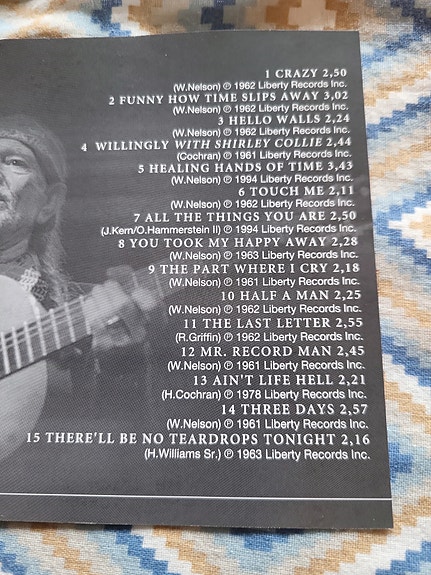 1 CRAZY 2,50
(W.Nelson) ℗ 1962 Liberty Records Inc.
2 FUNNY HOW TIME SLIPS AWAY 3,02
(W.Nelson) ℗ 1962 Liberty Records Inc.
3 HELLO WALLS 2,24
(W.Nelson) ℗ 1962 Liberty Records Inc.
4 WILLINGLY WITH SHIRLEY COLLIE 2,44
(Cochran) ℗ 1961 Liberty Records Inc.
5 HEALING HANDS OF TIME 3,43
(W.Nelson) ℗ 1994 Liberty Records Inc.
6 TOUCH ME 2,11
(W.Nelson) ℗ 1962 Liberty Records Inc.
7 ALL THE THINGS YOU ARE 2,50
(J.Kern/O.Hammerstein II) ℗ 1994 Liberty Records Inc.
8 YOU TOOK MY HAPPY AWAY 2,28
(W.Nelson) ℗ 1963 Liberty Records Inc.
9 THE PART WHERE I CRY 2,18
(W.Nelson) ℗ 1961 Liberty Records Inc.
10 HALF A MAN 2,25
(W.Nelson) ℗ 1962 Liberty Records Inc.
11 THE LAST LETTER 2,55
(R.Griffin) ℗ 1962 Liberty Records Inc.
12 MR. RECORD MAN 2,45
(W.Nelson) ℗ 1961 Liberty Records Inc.
13 AIN'T LIFE HELL 2,21
(H.Cochran) ℗ 1978 Liberty Records Inc.
14 THREE DAYS 2,57
(W.Nelson) ℗ 1961 Liberty Records Inc.
15 THERE'LL BE NO TEARDROPS TONIGHT 2,16
(H.Williams Sr.) ℗ 1963 Liberty Records Inc.